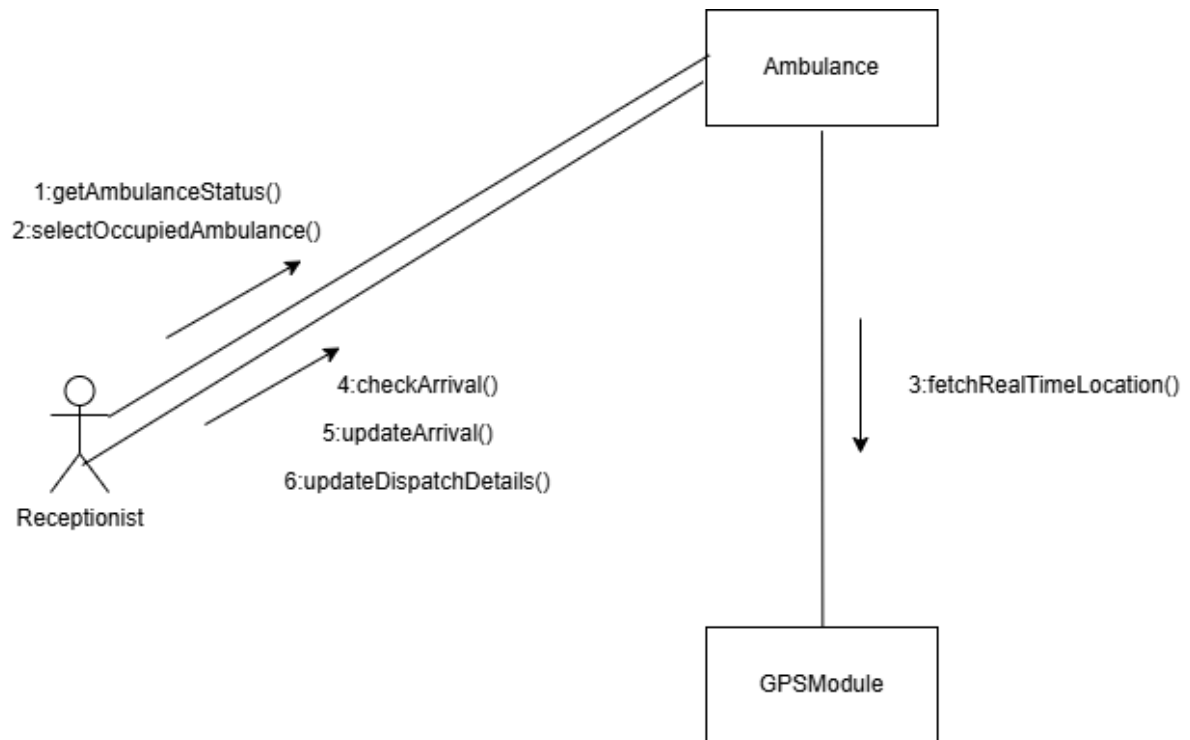 Ambulance
1:getAmbulanceStatus()
2:selectOccupiedAmbulance()
4:checkArrival()
3:fetchRealTimeLocation()
5:updateArrival()
6:updateDispatchDetails()
Receptionist
GPSModule